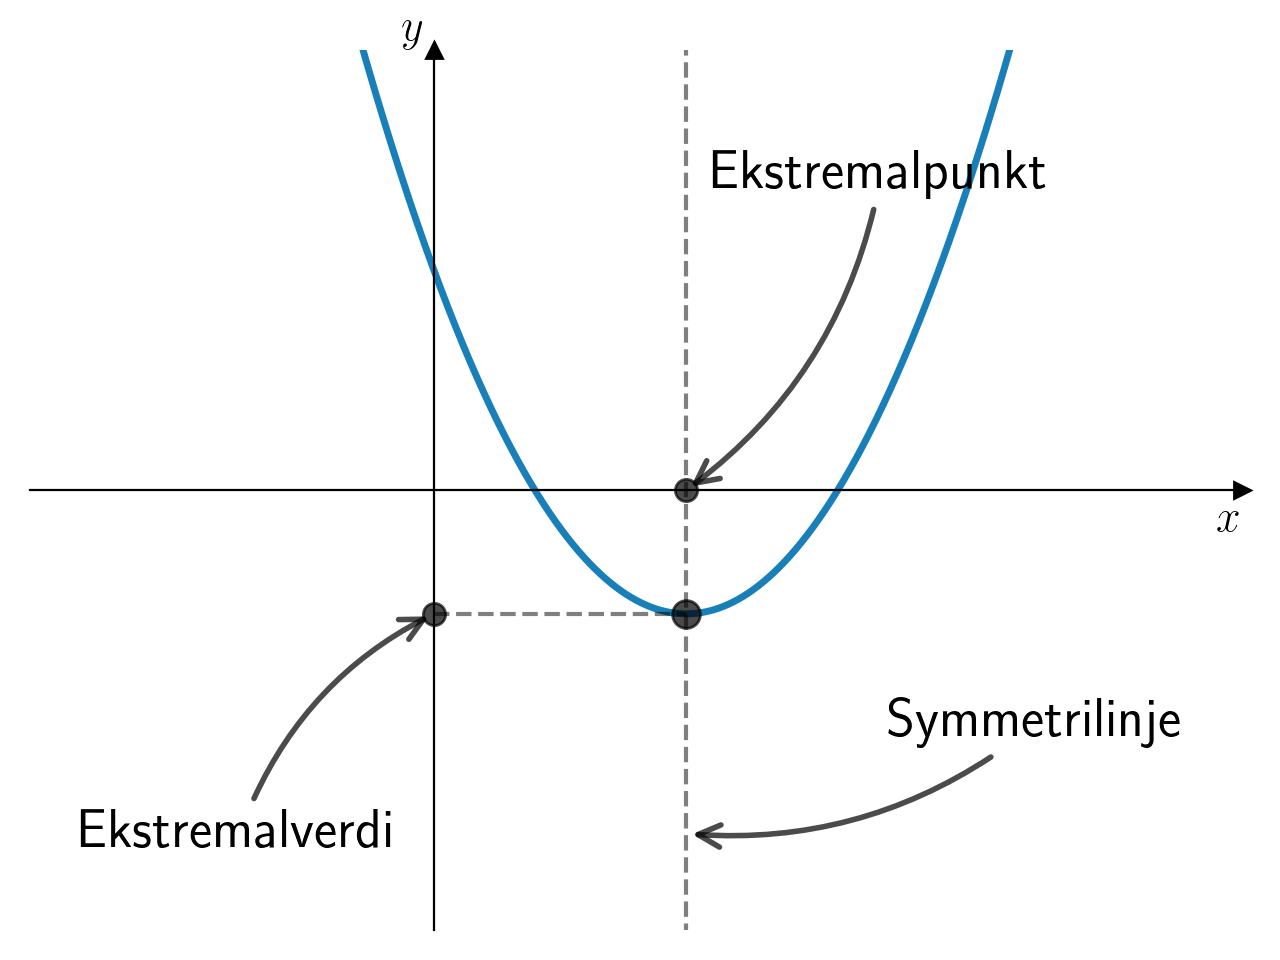 y
Ekstremalpunkt
x
Symmetrilinje
Ekstremalverdi